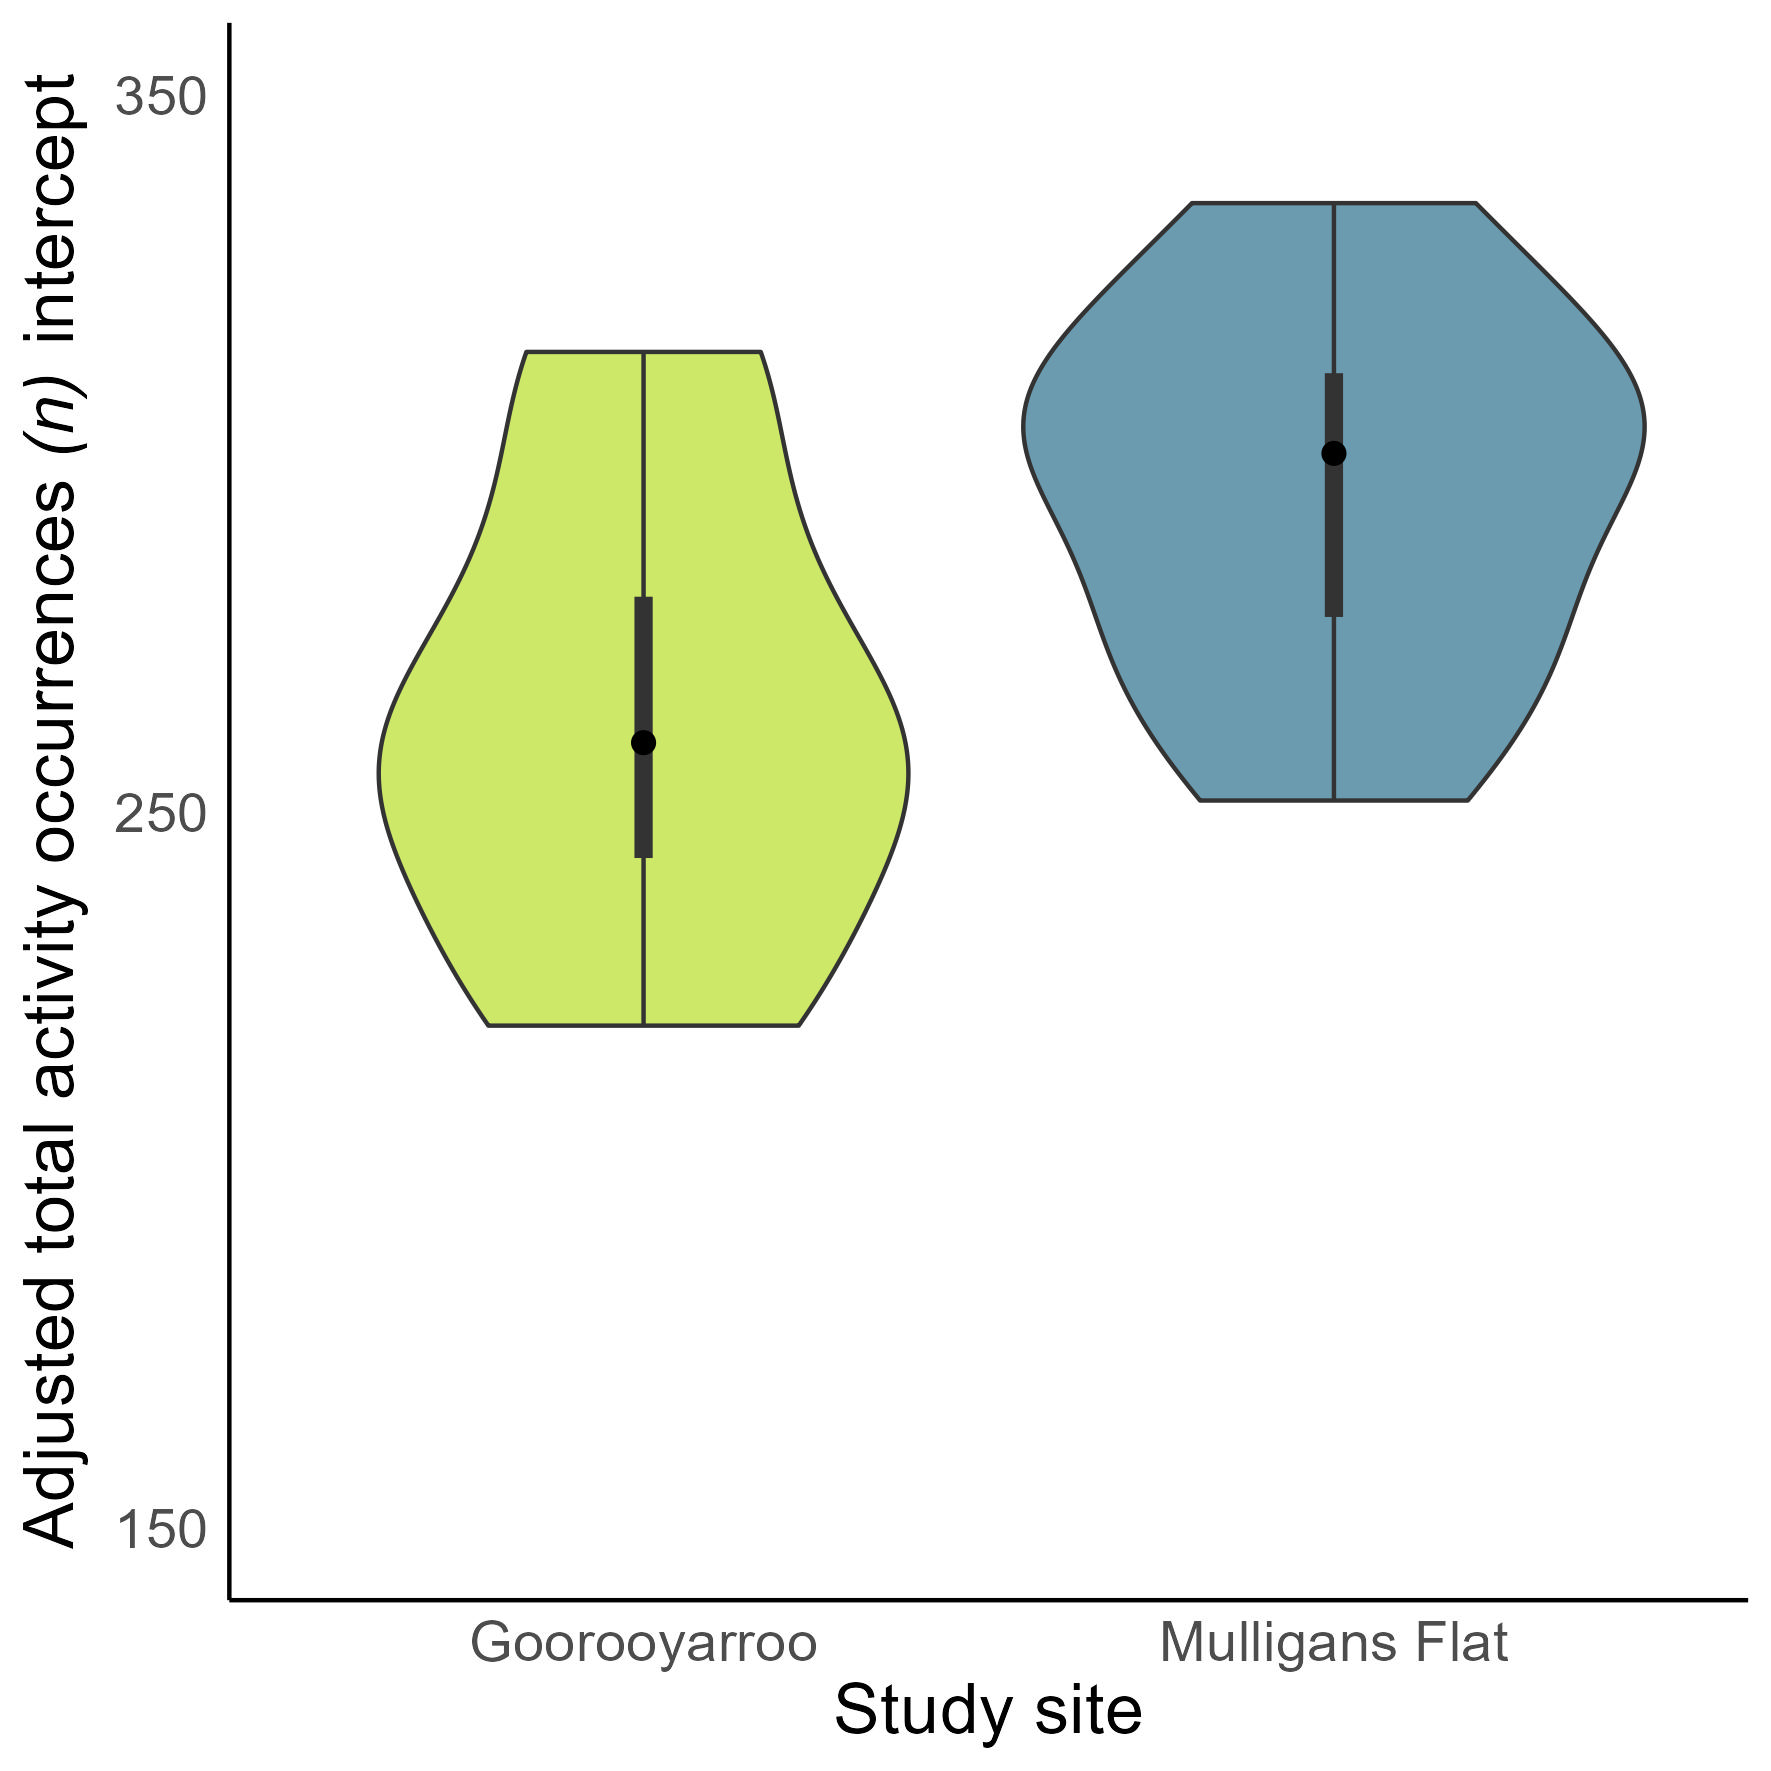 Adjusted total activity occurrences (n) intercept
350
250
150
Goorooyarroo
Mulligans Flat
Study site